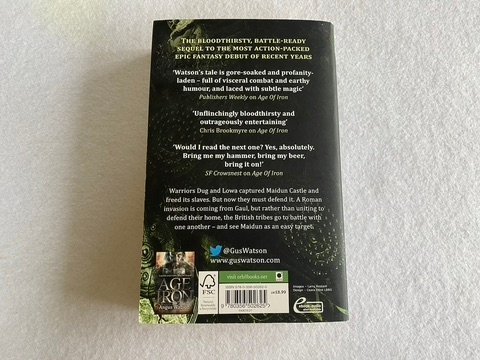 THE BLOODTHIRSTY, BATTLE-READY
SEQUEL TO THE MOST ACTION-PACKED
EPIC FANTASY DEBUT OF RECENT YEARS
'Watson's tale is gore-soaked and profanity-
laden – full of visceral combat and earthy
humour, and laced with subtle magic'
Publishers Weekly on Age Of Iron
'Unflinchingly bloodthirsty and
outrageously entertaining'
Chris Brookmyre on Age Of Iron
'Would I read the next one? Yes, absolutely.
Bring me my hammer, bring my beer,
bring it on!'
SF Crowsnest on Age Of Iron
Warriors Dug and Lowa captured Maidun Castle and
freed its slaves. But now they must defend it. A Roman
invasion is coming from Gaul, but rather than uniting to
defend their home, the British tribes go to battle with
one another – and see Maidun as an easy target.
@GusWatson
guswatson.com
AGE
OF
IRON
Angus
FSC
visit orbitbooks.net
UK £8.99
9 780356 502625